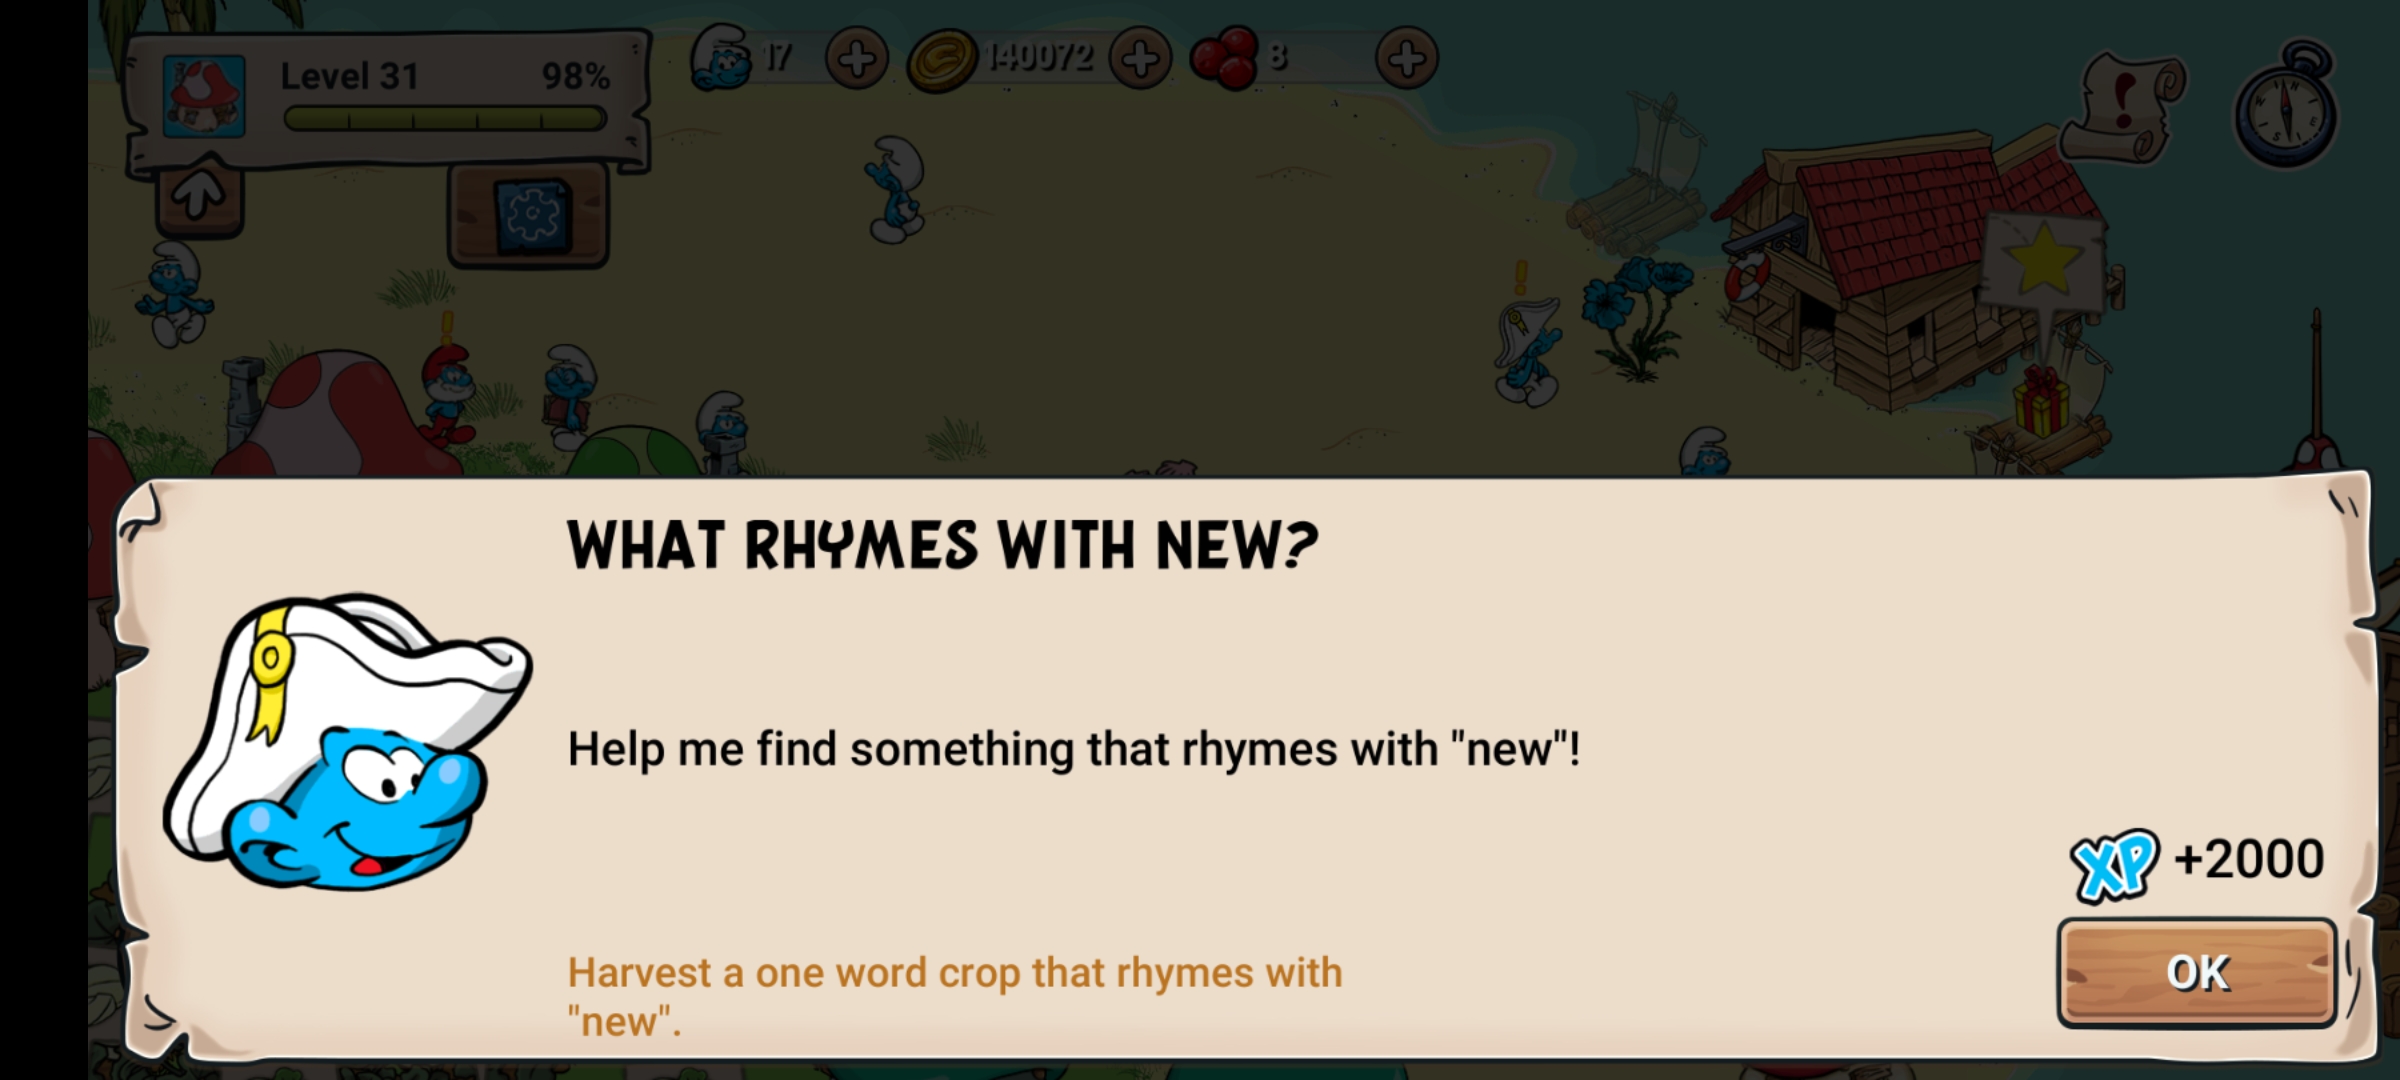 Level 31 98%
17
140072
8
WHAT RHYMES WITH NEW?
Help me find something that rhymes with "new"!
XP +2000
Harvest a one word crop that rhymes with
"new".
OK